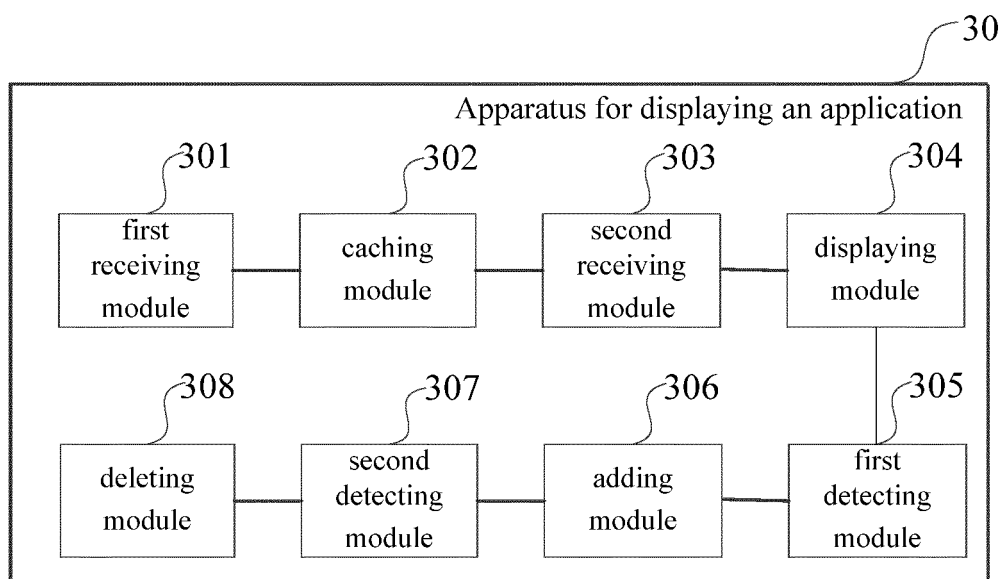 30
Apparatus for displaying an application
301
302
303
304
first
receiving
module
caching
module
second
receiving
module
displaying
module
308
307
306
305
deleting
module
second
detecting
module
adding
module
first
detecting
module